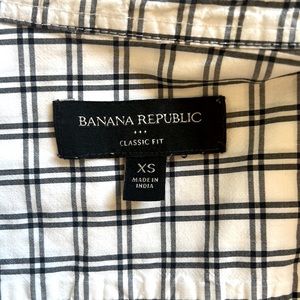 BANANA REPUBLIC
CLASSIC FIT
XS
MADE IN
INDIA